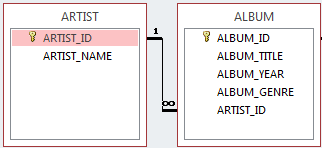 ARTIST
ARTIST_ID
ARTIST_NAME
1
∞
ALBUM
ALBUM_ID
ALBUM_TITLE
ALBUM_YEAR
ALBUM_GENRE
ARTIST_ID